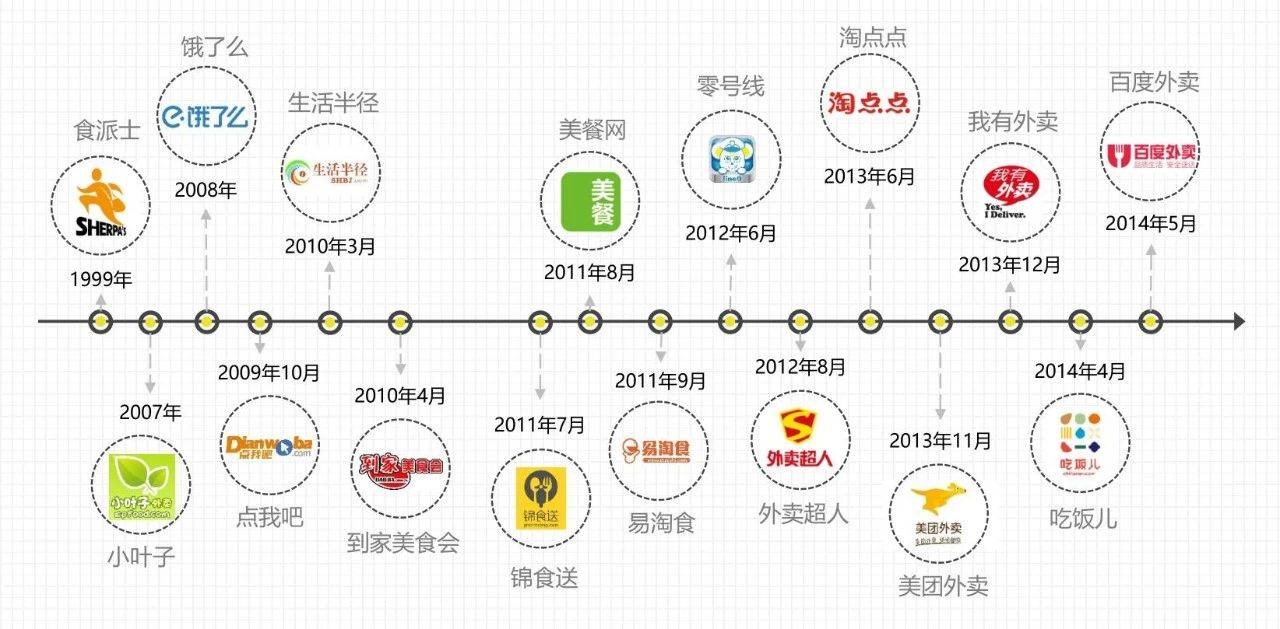 食派士
SHERPA'S
1999年
小叶子外卖
2007年
小叶子
饿了么
e饿了么
2008年
2009年10月
Dianwoba
点我吧.com
点我吧
生活半径
生活半径
SHBJ
2010年3月
2010年4月
到家美食会
到家美食会
2011年7月
锦食送
锦食送
美餐网
美餐
2011年8月
2011年9月
易淘食
易淘食
零号线
line0
2012年6月
2012年8月
外卖超人
外卖超人
淘点点
淘点点
2013年6月
2013年11月
美团外卖
美团外卖
我有外卖
我有
外卖
Yes,
I Deliver.
2013年12月
2014年4月
吃饭儿
吃饭儿
百度外卖
百度外卖
品质生活 安全送达
2014年5月